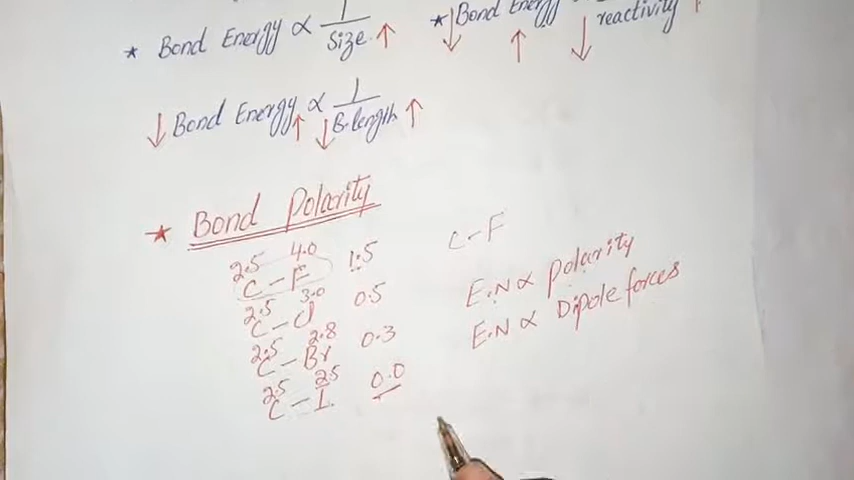 * Bond Energy ∝ 1/Size ↑
* ↓ Bond Energy ↑ 1/reactivity ↓ ↑
↓ Bond Energy ↑ ∝ 1/↓ B.length ↑
* Bond Polarity
2.5 4.0
C - F 1.5
2.5 3.0
C - Cl 0.5
2.5 2.8
C - Br 0.3
2.5 2.5
C - I 0.0
C - F
E.N ∝ polarity
E.N ∝ Dipole forces